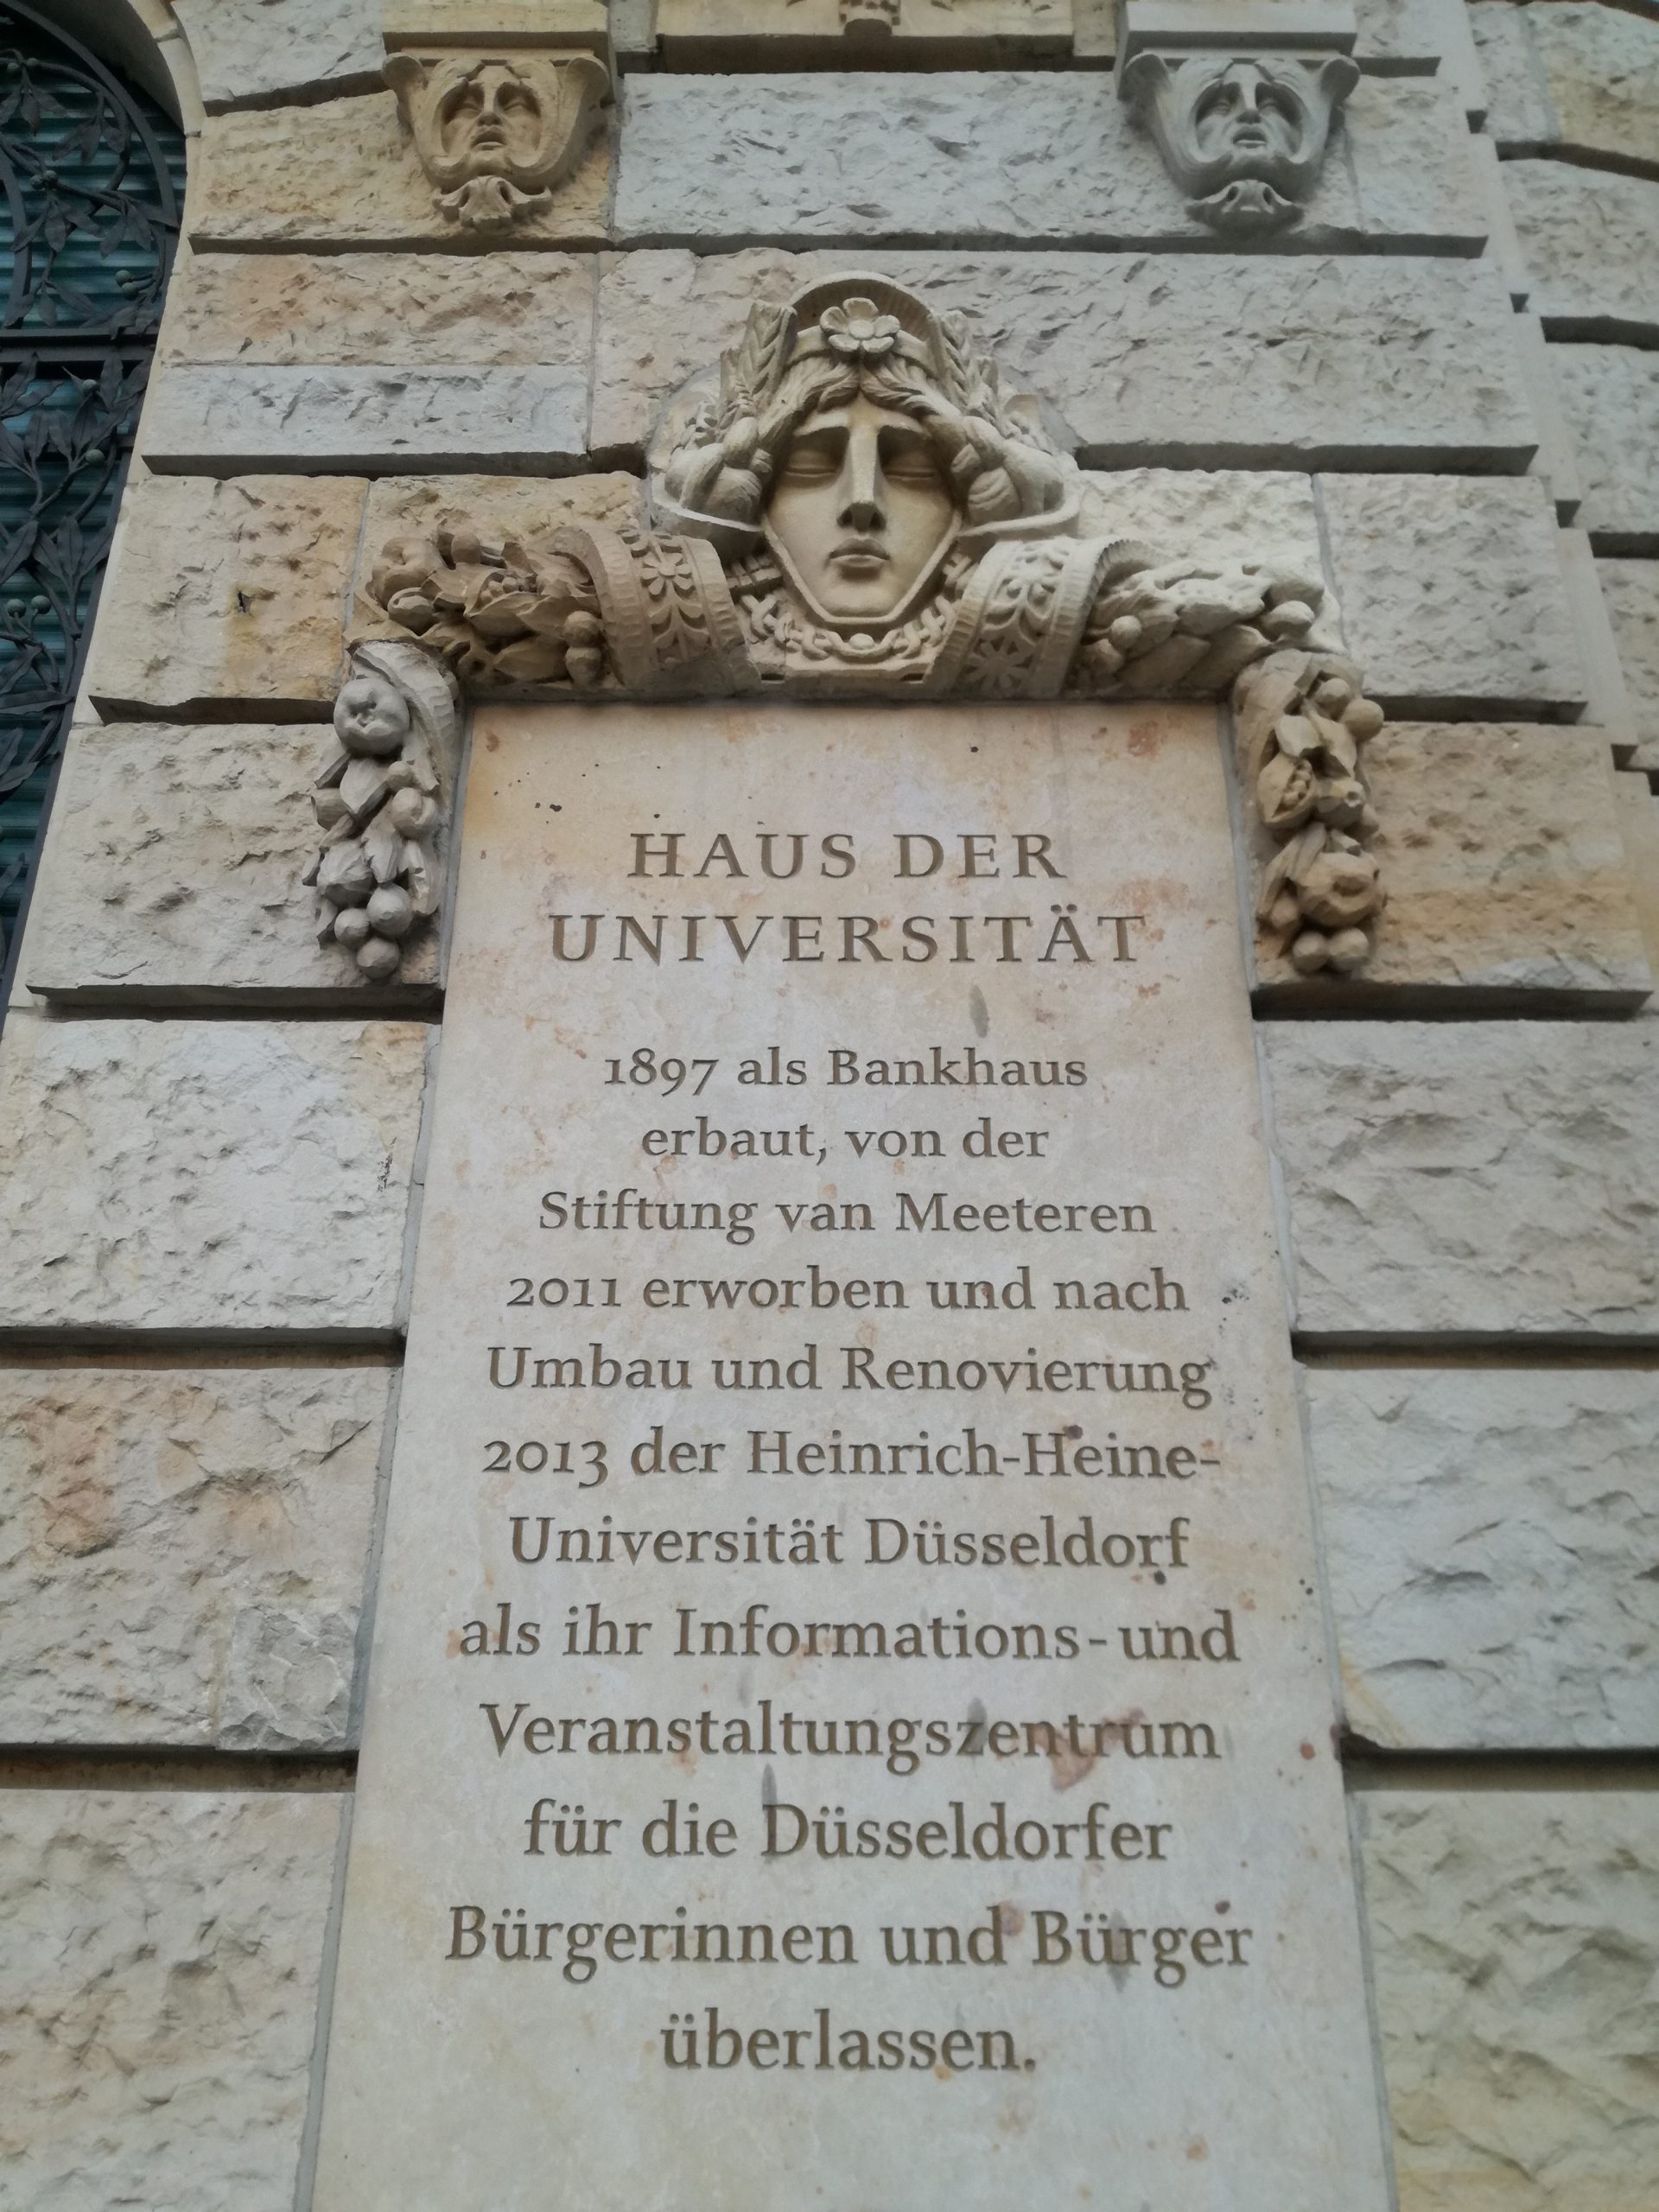 HAUS DER
UNIVERSITÄT
1897 als Bankhaus
erbaut, von der
Stiftung van Meeteren
2011 erworben und nach
Umbau und Renovierung
2013 der Heinrich-Heine-
Universität Düsseldorf
als ihr Informations-und
Veranstaltungszentrum
für die Düsseldorfer
Bürgerinnen und Bürger
überlassen.